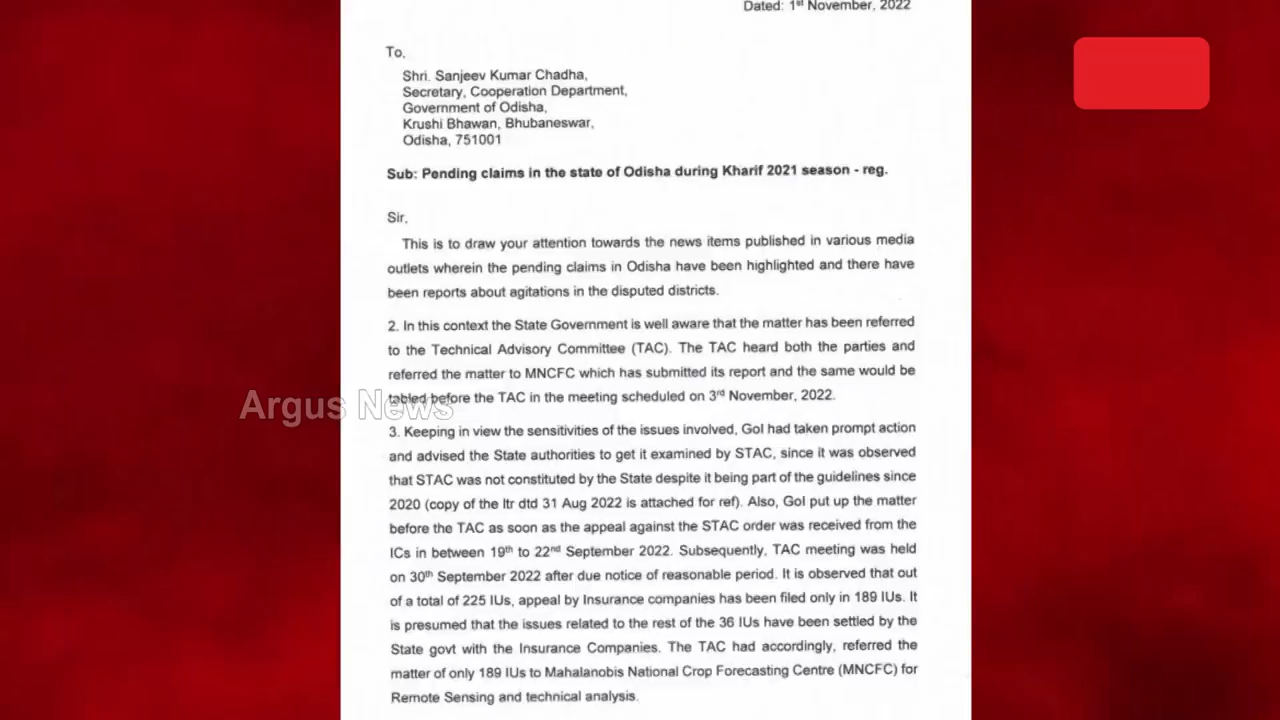 Dated: 1st November, 2022
To,
Shri. Sanjeev Kumar Chadha,
Secretary, Cooperation Department,
Government of Odisha,
Krushi Bhawan, Bhubaneswar,
Odisha, 751001
Sub: Pending claims in the state of Odisha during Kharif 2021 season - reg.
Sir,
This is to draw your attention towards the news items published in various media
outlets wherein the pending claims in Odisha have been highlighted and there have
been reports about agitations in the disputed districts.
2. In this context the State Government is well aware that the matter has been referred
to the Technical Advisory Committee (TAC). The TAC heard both the parties and
referred the matter to MNCFC which has submitted its report and the same would be
tabled before the TAC in the meeting scheduled on 3rd November, 2022.
Argus News
3. Keeping in view the sensitivities of the issues involved, GoI had taken prompt action
and advised the State authorities to get it examined by STAC, since it was observed
that STAC was not constituted by the State despite it being part of the guidelines since
2020 (copy of the ltr dtd 31 Aug 2022 is attached for ref). Also, GoI put up the matter
before the TAC as soon as the appeal against the STAC order was received from the
ICs in between 19th to 22nd September 2022. Subsequently, TAC meeting was held
on 30th September 2022 after due notice of reasonable period. It is observed that out
of a total of 225 IUs, appeal by Insurance companies has been filed only in 189 IUs. It
is presumed that the issues related to the rest of the 36 IUs have been settled by the
State govt with the Insurance Companies. The TAC had accordingly, referred the
matter of only 189 IUs to Mahalanobis National Crop Forecasting Centre (MNCFC) for
Remote Sensing and technical analysis.